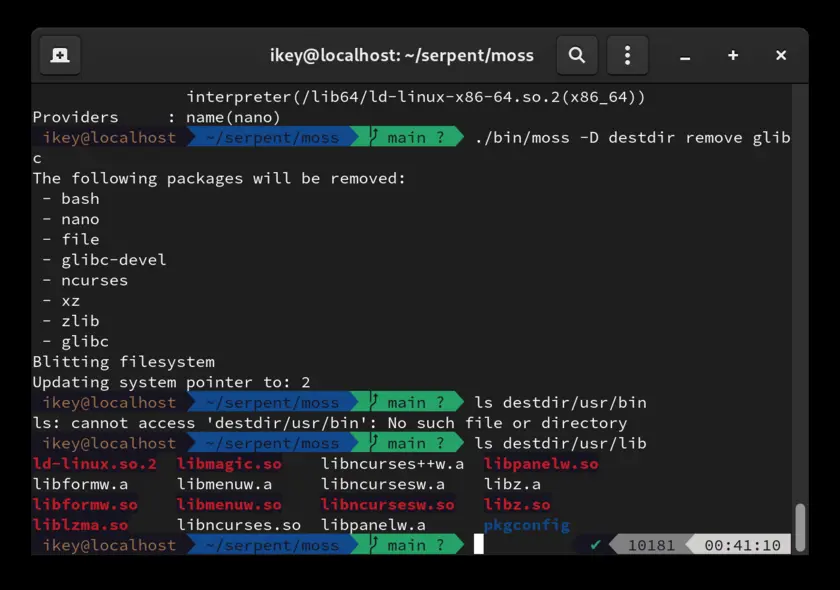 ikey@localhost: ~/serpent/moss
interpreter(/lib64/ld-linux-x86-64.so.2(x86_64))
Providers : name(nano)
ikey@localhost ~/serpent/moss main ? ./bin/moss -D destdir remove glib
c
The following packages will be removed:
- bash
- nano
- file
- glibc-devel
- ncurses
- xz
- zlib
- glibc
Blitting filesystem
Updating system pointer to: 2
ikey@localhost ~/serpent/moss main ? ls destdir/usr/bin
ls: cannot access 'destdir/usr/bin': No such file or directory
ikey@localhost ~/serpent/moss main ? ls destdir/usr/lib
ld-linux.so.2 libmagic.so libncurses++w.a libpanelw.so
libformw.a libmenuw.a libncursesw.a libz.a
libformw.so libmenuw.so libncursesw.so libz.so
liblzma.so libncurses.so libpanelw.a pkgconfig
ikey@localhost ~/serpent/moss main ? ✔ 10181 00:41:10